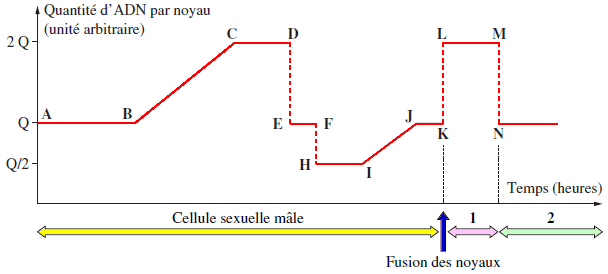 Quantité d'ADN par noyau
(unité arbitraire)
2 Q
C
D
L
M
A
B
Q
E
F
J
K
N
Q/2
H
I
Temps (heures)
Cellule sexuelle mâle
1
2
Fusion des noyaux